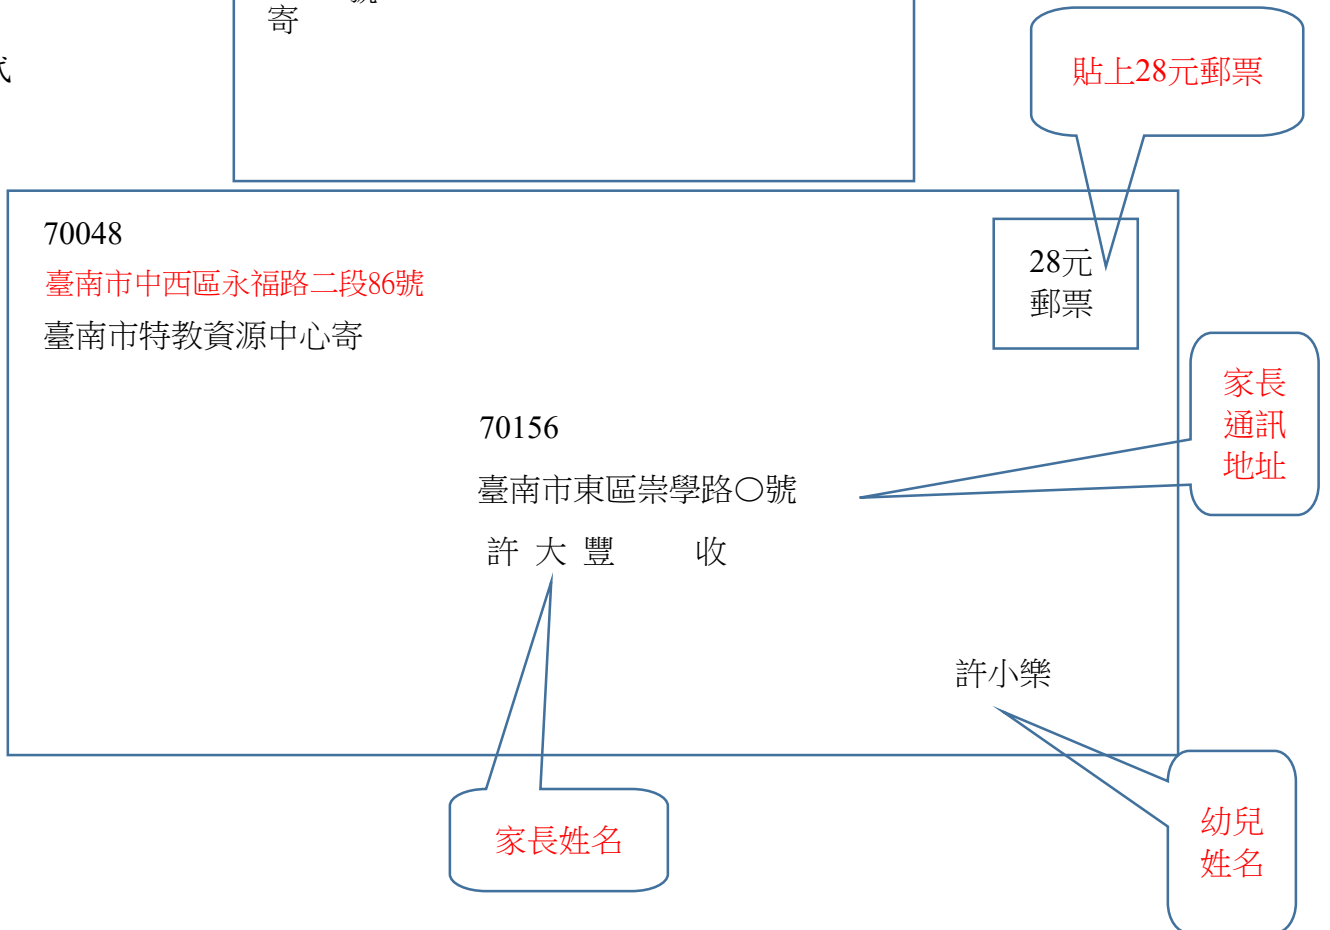 寄
貼上28元郵票
70048
臺南市中西區永福路二段86號
臺南市特教資源中心寄
28元
郵票
70156
臺南市東區崇學路○號
許大豐 收
家長
通訊
地址
許小樂
家長姓名
幼兒
姓名